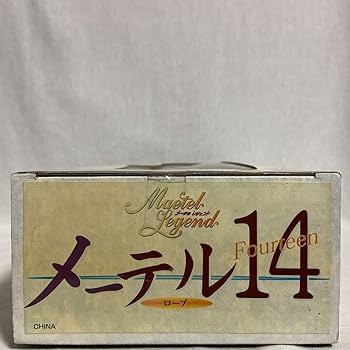 Maetel
メーテルレジェンド
Legend
メーテル14
Fourteen
ローブ
CHINA